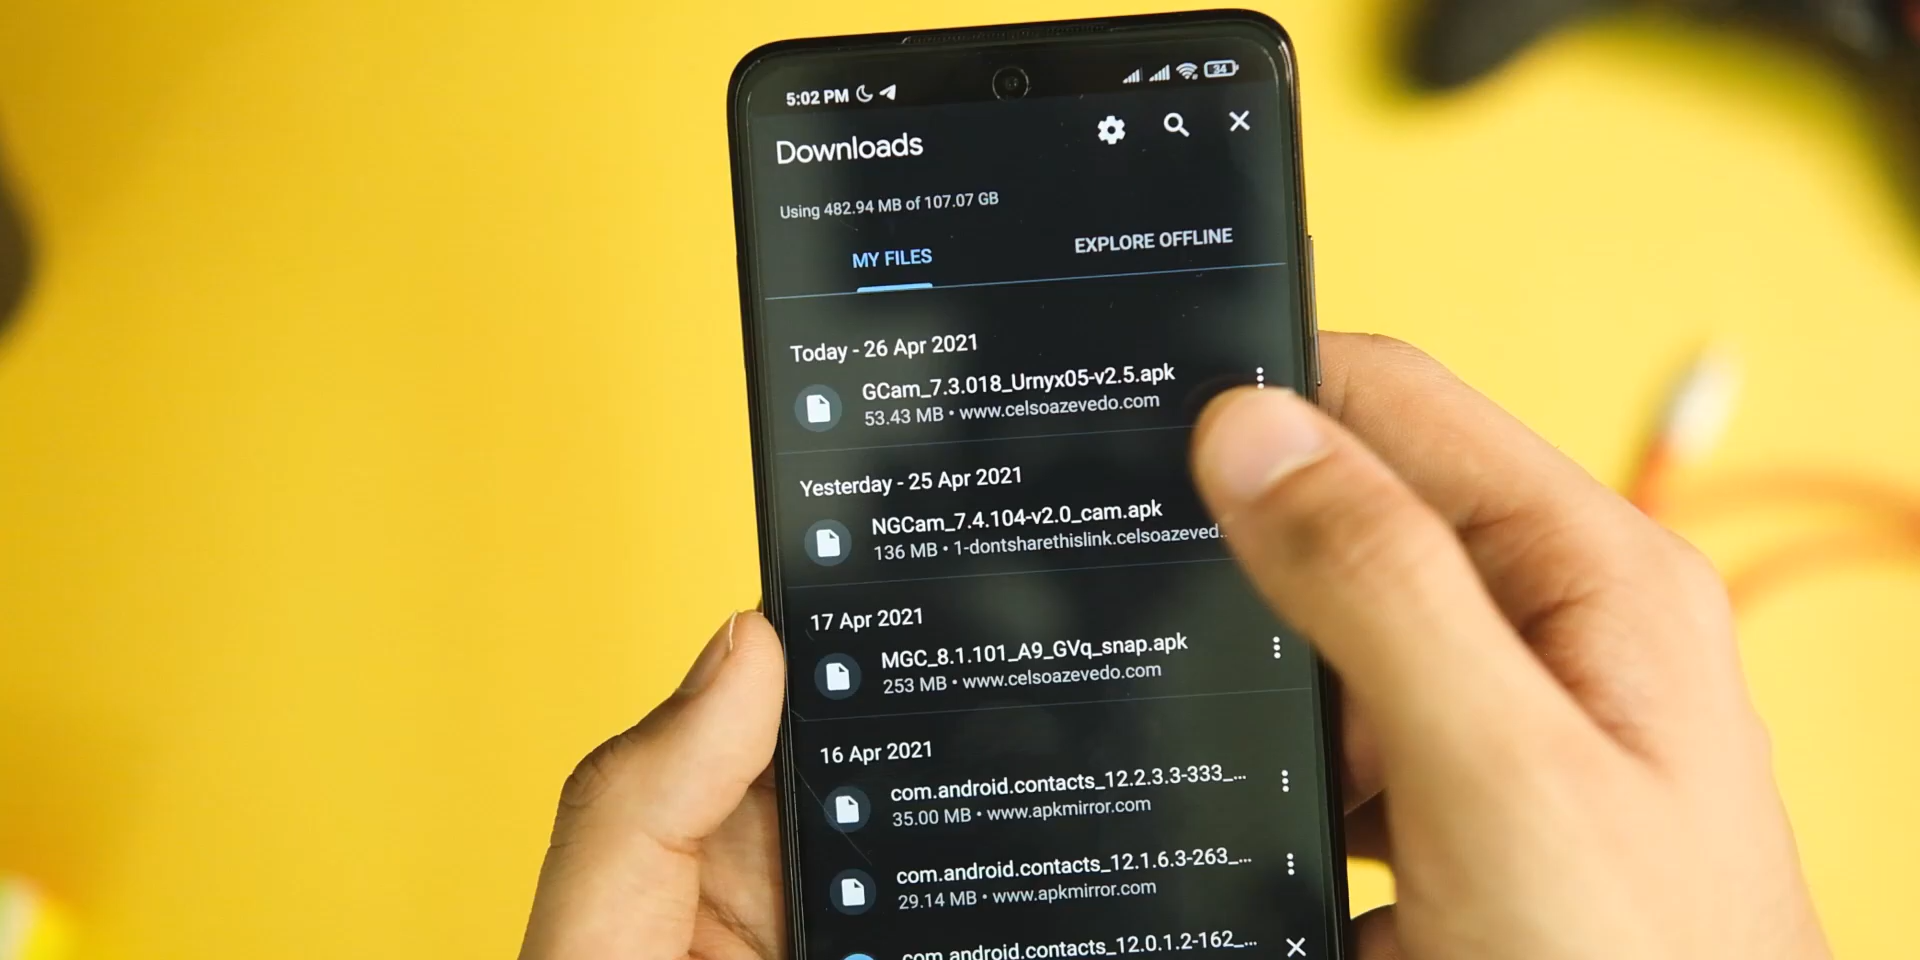 5:02 PM 34
Downloads
Using 482.94 MB of 107.07 GB
MY FILES EXPLORE OFFLINE
Today - 26 Apr 2021
GCam_7.3.018_Urnyx05-v2.5.apk
53.43 MB • www.celsoazevedo.com
Yesterday - 25 Apr 2021
NGCam_7.4.104-v2.0_cam.apk
136 MB • 1-dontsharethislink.celsoazeved...
17 Apr 2021
MGC_8.1.101_A9_GVq_snap.apk
253 MB • www.celsoazevedo.com
16 Apr 2021
com.android.contacts_12.2.3.3-333_...
35.00 MB • www.apkmirror.com
com.android.contacts_12.1.6.3-263_...
29.14 MB • www.apkmirror.com
com.android.contacts_12.0.1.2-162_...